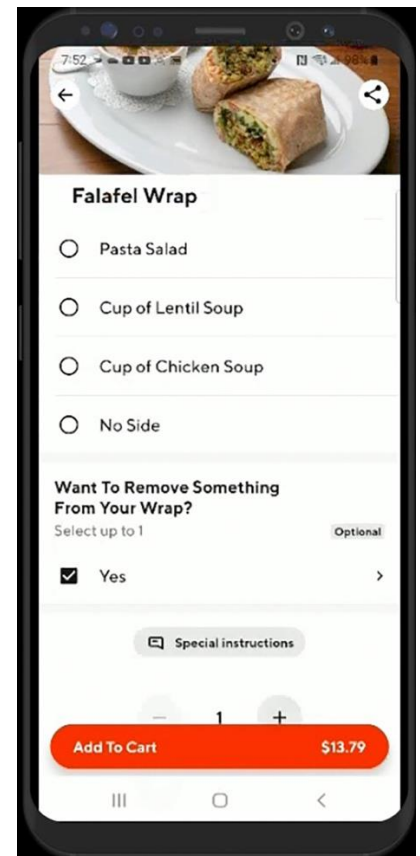 7:52
98%
Falafel Wrap
Pasta Salad
Cup of Lentil Soup
Cup of Chicken Soup
No Side
Want To Remove Something
From Your Wrap?
Select up to 1 Optional
Yes
Special instructions
1
Add To Cart $13.79